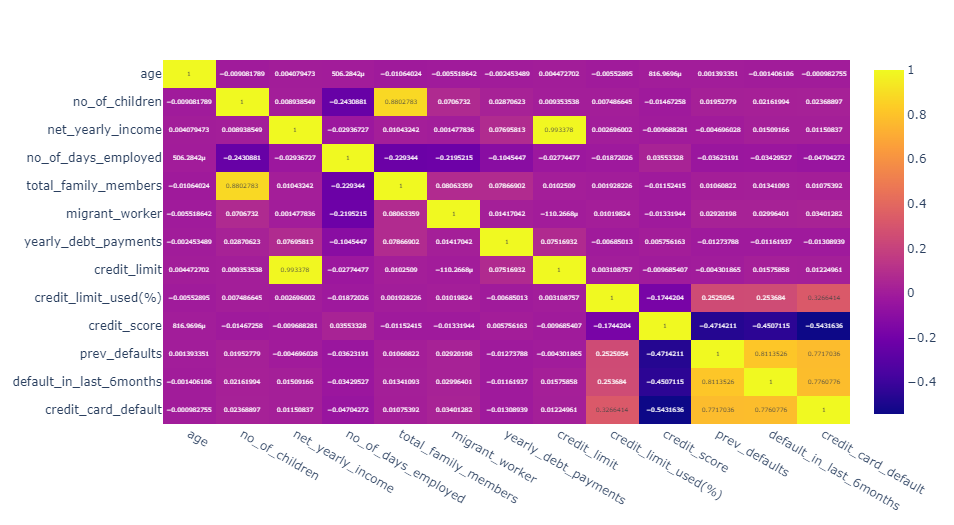 age 1 −0.009081789 0.004079473 506.2842μ −0.01064024 −0.005518642 −0.002453489 0.004472702 −0.00552895 816.9696μ 0.001393351 −0.001406106 −0.000982755
no_of_children −0.009081789 1 0.008938549 −0.2430881 0.8802783 0.0706732 0.02870623 0.009353538 0.007486645 −0.01467258 0.01952779 0.02161994 0.02368897
net_yearly_income 0.004079473 0.008938549 1 −0.02936727 0.01043242 0.001477836 0.07695813 0.993378 0.002696002 −0.009688281 −0.004696028 0.01509166 0.01150837
no_of_days_employed 506.2842μ −0.2430881 −0.02936727 1 −0.229344 −0.2195215 −0.1045447 −0.02774477 −0.01872026 0.03553328 −0.03623191 −0.03429527 −0.04704272
total_family_members −0.01064024 0.8802783 0.01043242 −0.229344 1 0.08063359 0.07866902 0.0102509 0.001928226 −0.01152415 0.01060822 0.01341093 0.01075392
migrant_worker −0.005518642 0.0706732 0.001477836 −0.2195215 0.08063359 1 0.01417042 −110.2668μ 0.01019824 −0.01331944 0.02920198 0.02996401 0.03401282
yearly_debt_payments −0.002453489 0.02870623 0.07695813 −0.1045447 0.07866902 0.01417042 1 0.07516932 −0.00685013 0.005756163 −0.01273788 −0.01161937 −0.01308939
credit_limit 0.004472702 0.009353538 0.993378 −0.02774477 0.0102509 −110.2668μ 0.07516932 1 0.003108757 −0.009685407 −0.004301865 0.01575858 0.01224961
credit_limit_used(%) −0.00552895 0.007486645 0.002696002 −0.01872026 0.001928226 0.01019824 −0.00685013 0.003108757 1 −0.1744204 0.2525054 0.253684 0.3266414
credit_score 816.9696μ −0.01467258 −0.009688281 0.03553328 −0.01152415 −0.01331944 0.005756163 −0.009685407 −0.1744204 1 −0.4714211 −0.4507115 −0.5431636
prev_defaults 0.001393351 0.01952779 −0.004696028 −0.03623191 0.01060822 0.02920198 −0.01273788 −0.004301865 0.2525054 −0.4714211 1 0.8113526 0.7717036
default_in_last_6months −0.001406106 0.02161994 0.01509166 −0.03429527 0.01341093 0.02996401 −0.01161937 0.01575858 0.253684 −0.4507115 0.8113526 1 0.7760776
credit_card_default −0.000982755 0.02368897 0.01150837 −0.04704272 0.01075392 0.03401282 −0.01308939 0.01224961 0.3266414 −0.5431636 0.7717036 0.7760776 1
age no_of_children net_yearly_income no_of_days_employed total_family_members migrant_worker yearly_debt_payments credit_limit credit_limit_used(%) credit_score prev_defaults default_in_last_6months credit_card_default
1
0.8
0.6
0.4
0.2
0
−0.2
−0.4